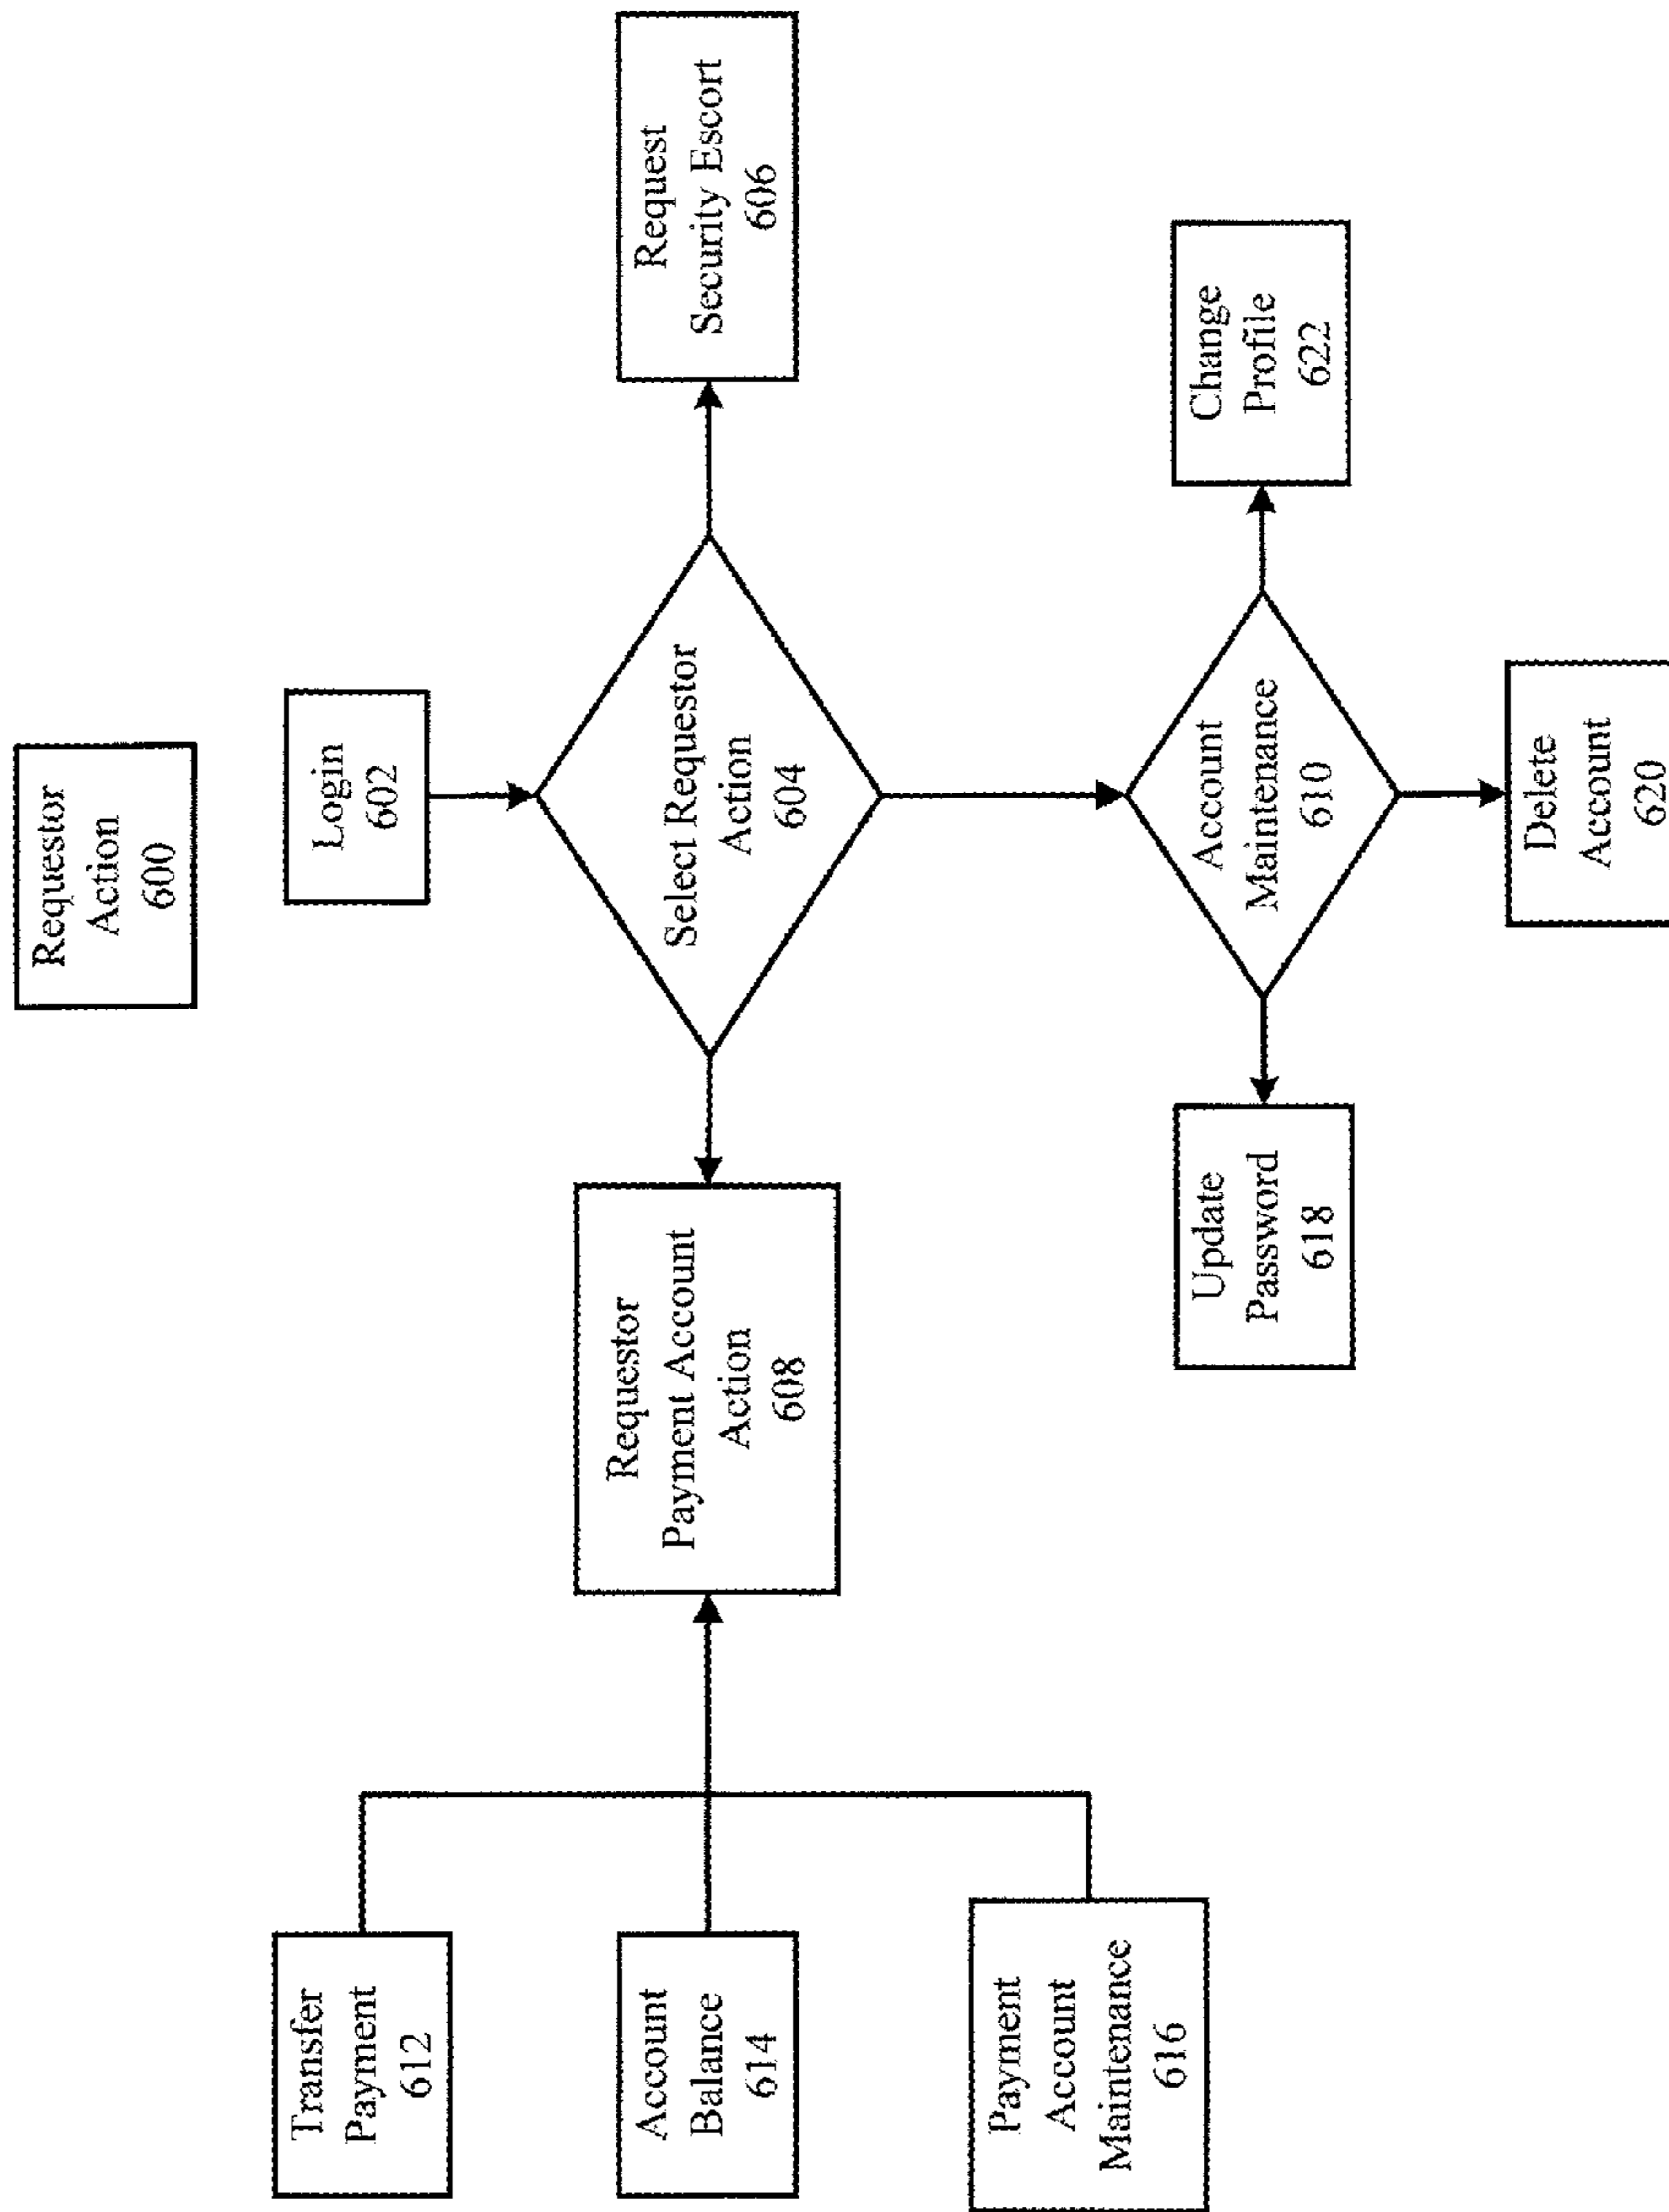 Requestor
Action
600
Login
602
Select Requestor
Action
604
Request
Security Escort
606
Requestor
Payment Account
Action
608
Transfer
Payment
612
Account
Balance
614
Payment
Account
Maintenance
616
Account
Maintenance
610
Update
Password
618
Change
Profile
622
Delete
Account
620